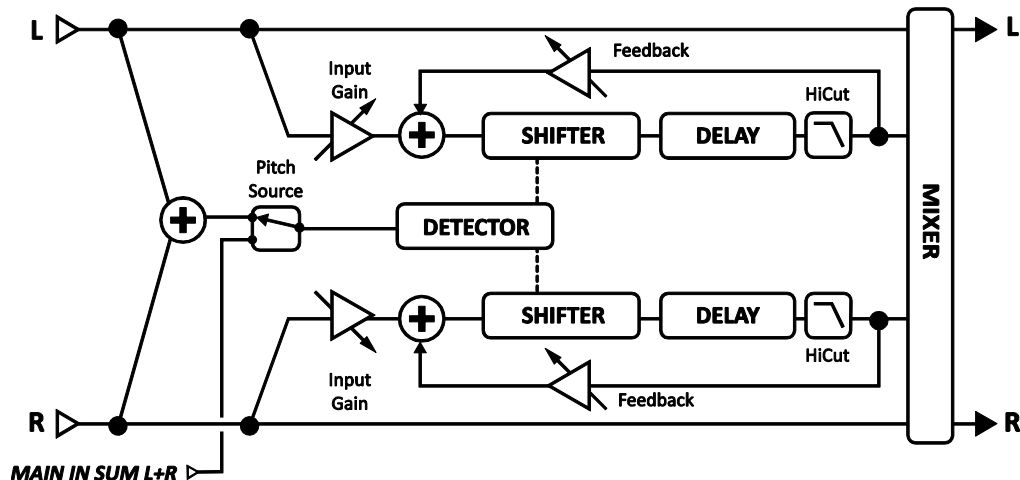 L
L
Feedback
Input
Gain
HiCut
SHIFTER
DELAY
Pitch
Source
DETECTOR
MIXER
SHIFTER
DELAY
HiCut
Input
Gain
Feedback
R
R
MAIN IN SUM L+R